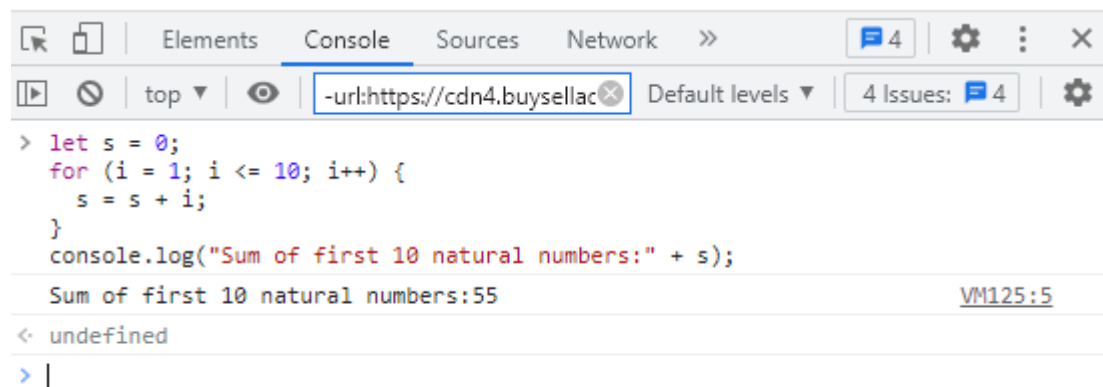 Elements Console Sources Network » 4
top ▼ -url:https://cdn4.buysellac Default levels ▼ 4 Issues: 4
> let s = 0;
for (i = 1; i <= 10; i++) {
s = s + i;
}
console.log("Sum of first 10 natural numbers:" + s);
Sum of first 10 natural numbers:55 VM125:5
undefined
>